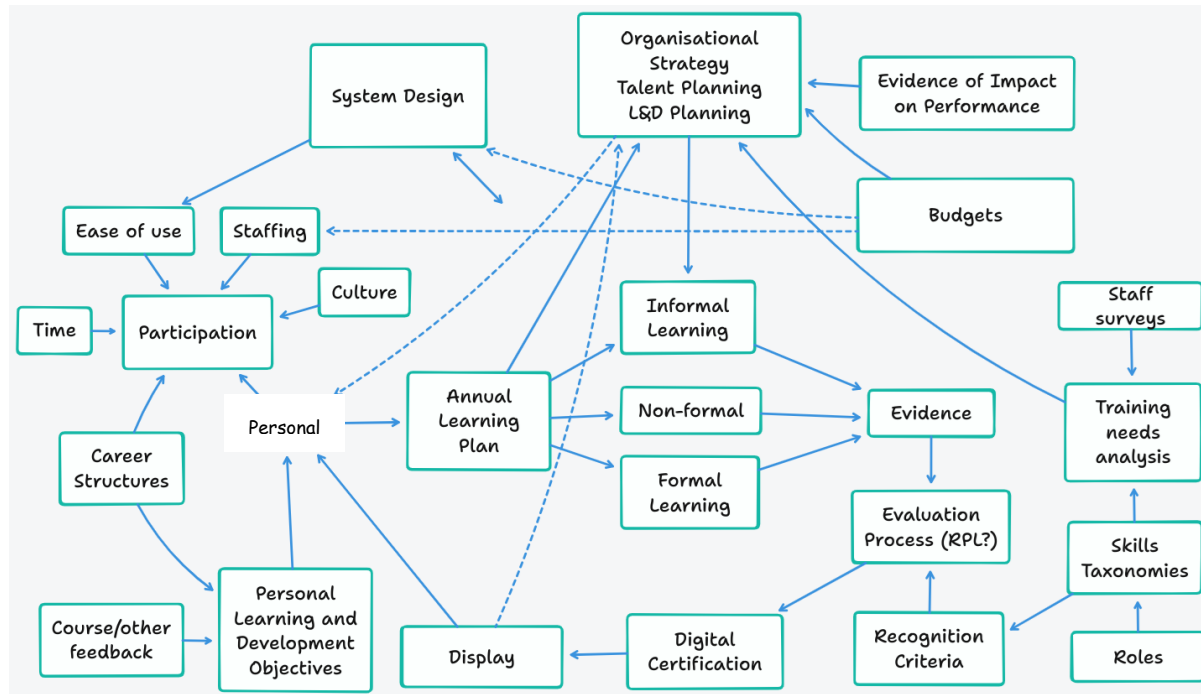 Organisational
Strategy
Talent Planning
L&D Planning
System Design
Evidence of Impact
on Performance
Budgets
Ease of use
Staffing
Culture
Time
Participation
Informal
Learning
Staff
surveys
Personal
Annual
Learning
Plan
Non-formal
Evidence
Training
needs
analysis
Career
Structures
Formal
Learning
Evaluation
Process (RPL?)
Skills
Taxonomies
Personal
Learning and
Development
Objectives
Course/other
feedback
Display
Digital
Certification
Recognition
Criteria
Roles